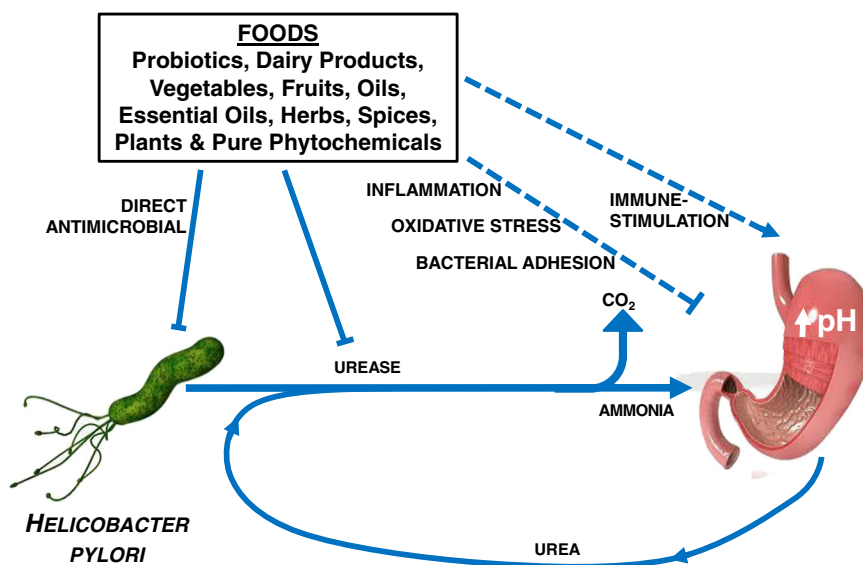 FOODS
Probiotics, Dairy Products,
Vegetables, Fruits, Oils,
Essential Oils, Herbs, Spices,
Plants & Pure Phytochemicals
DIRECT
ANTIMICROBIAL
INFLAMMATION
OXIDATIVE STRESS
BACTERIAL ADHESION
IMMUNE-
STIMULATION
CO₂
pH
UREASE
AMMONIA
HELICOBACTER
PYLORI
UREA